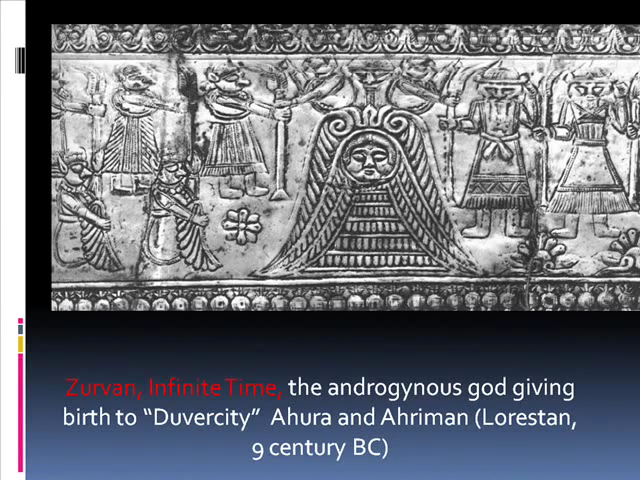 Zurvan, Infinite Time, the androgynous god giving
birth to “Duvercity” Ahura and Ahriman (Lorestan,
9 century BC)